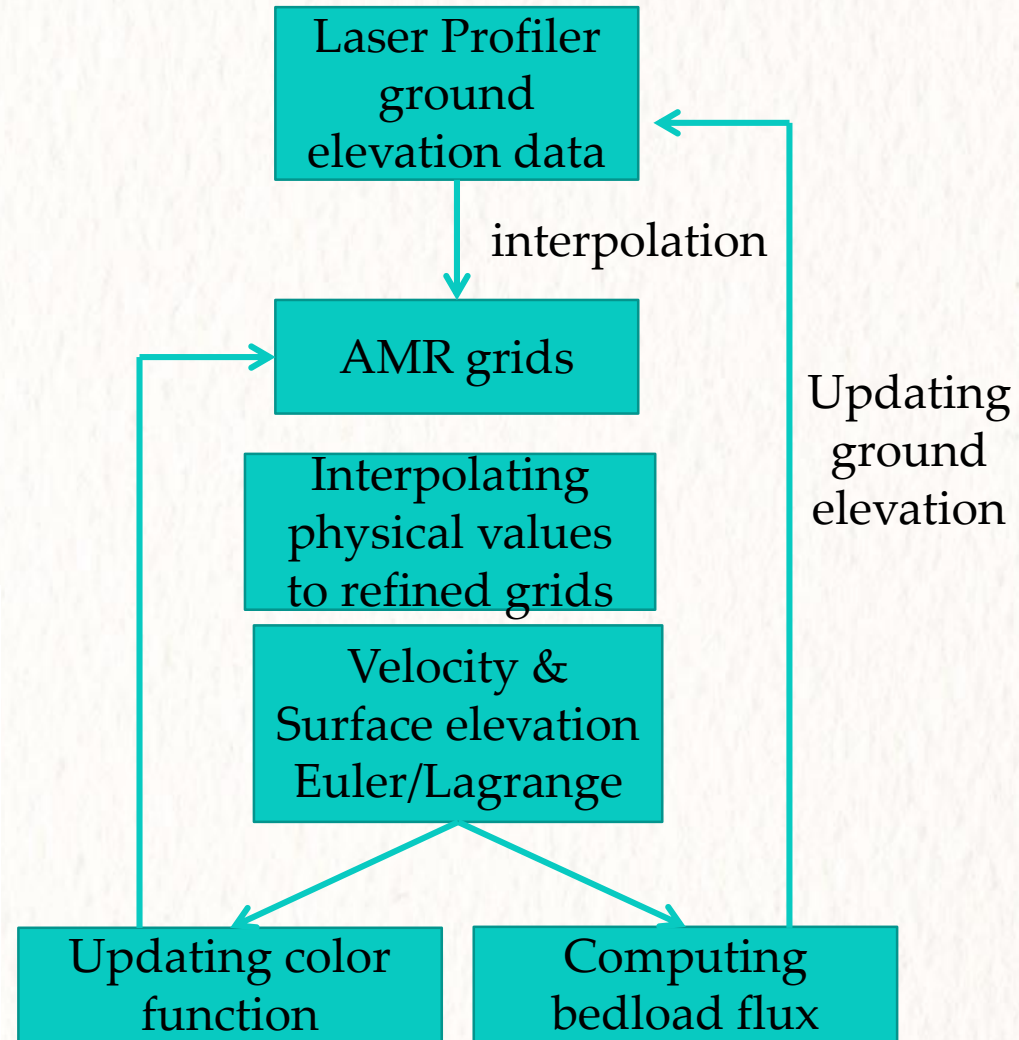 Laser Profiler
ground
elevation data
interpolation
AMR grids
Updating
ground
elevation
Interpolating
physical values
to refined grids
Velocity &
Surface elevation
Euler/Lagrange
Updating color
function
Computing
bedload flux